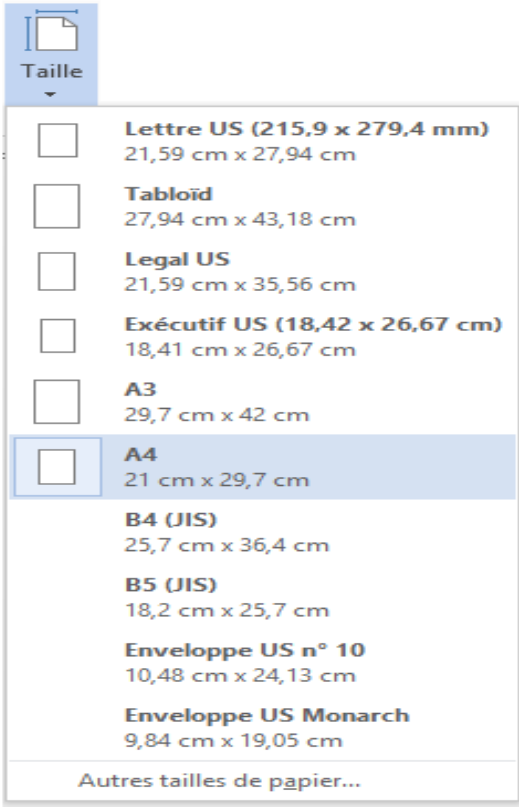 Taille
Lettre US (215,9 x 279,4 mm)
21,59 cm x 27,94 cm
Tabloïd
27,94 cm x 43,18 cm
Legal US
21,59 cm x 35,56 cm
Exécutif US (18,42 x 26,67 cm)
18,41 cm x 26,67 cm
A3
29,7 cm x 42 cm
A4
21 cm x 29,7 cm
B4 (JIS)
25,7 cm x 36,4 cm
B5 (JIS)
18,2 cm x 25,7 cm
Enveloppe US n° 10
10,48 cm x 24,13 cm
Enveloppe US Monarch
9,84 cm x 19,05 cm
Autres tailles de papier...